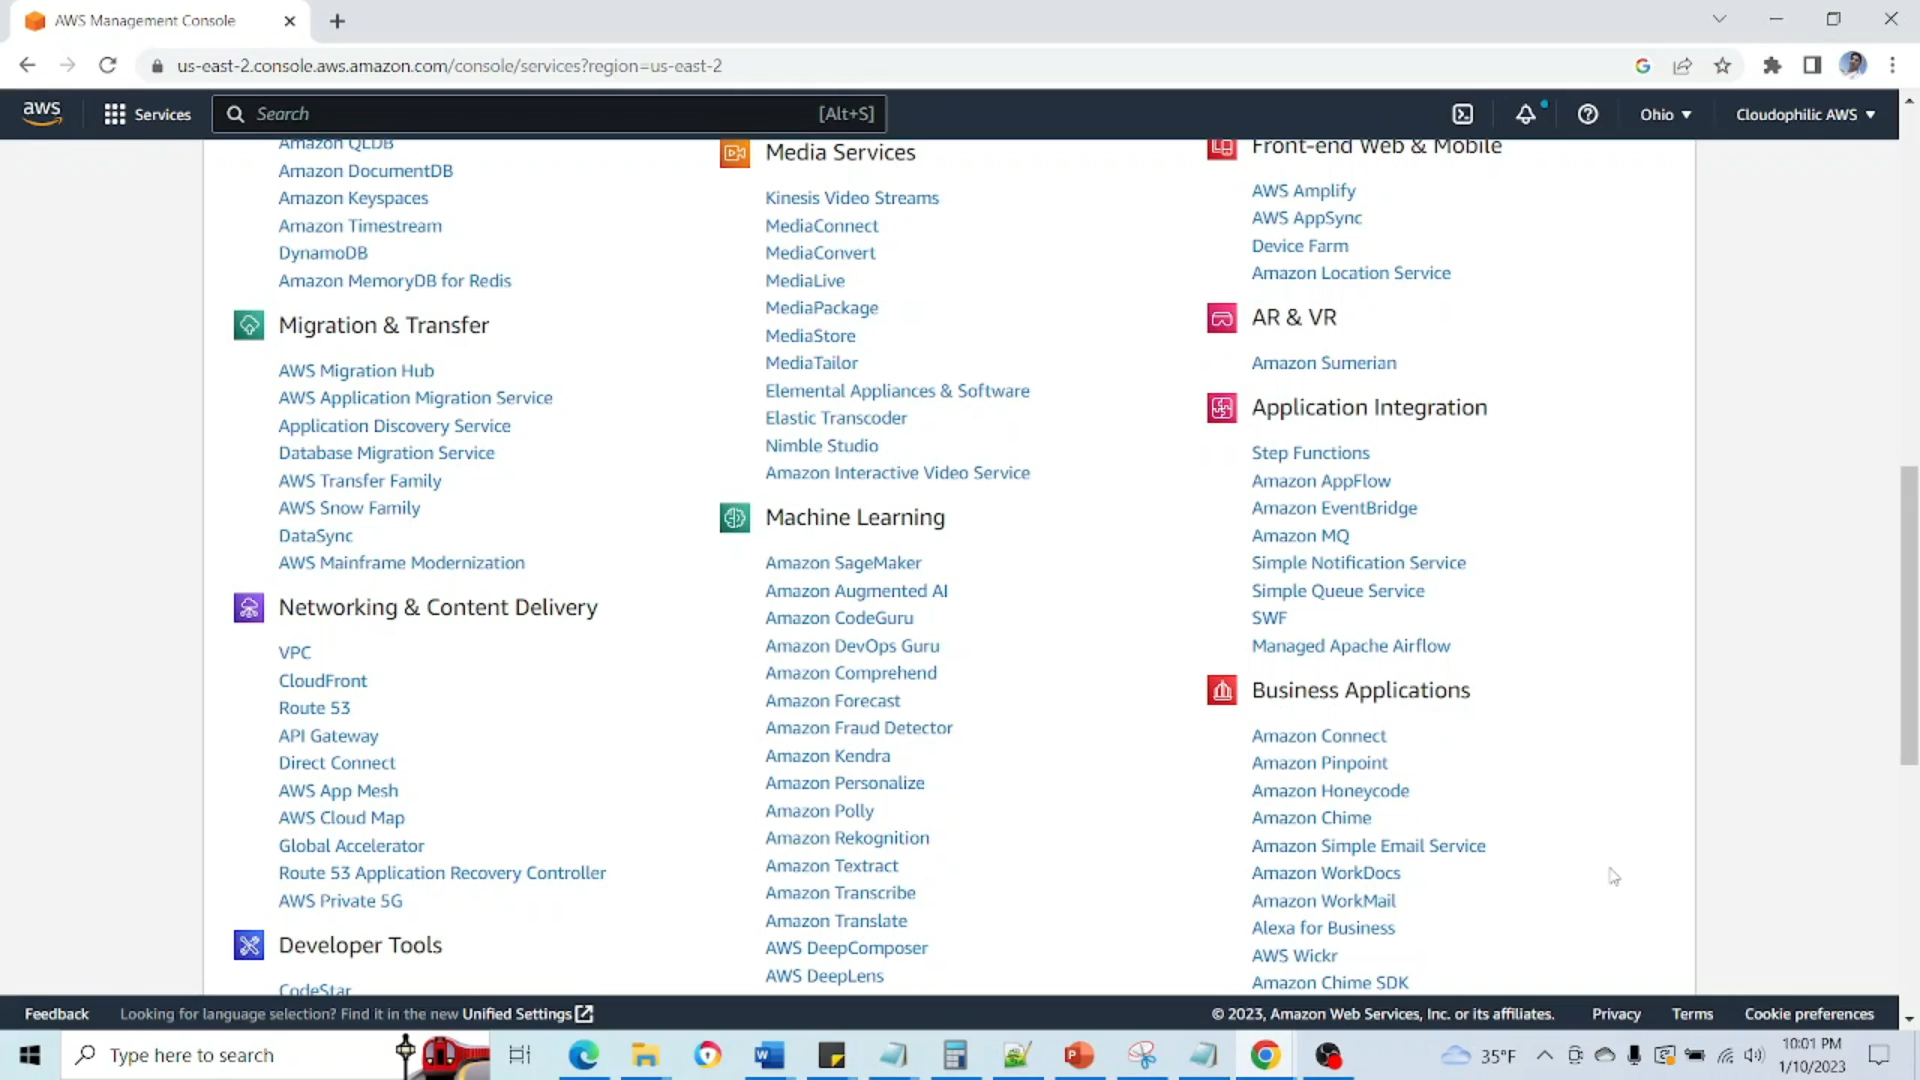 AWS Management Console
us-east-2.console.aws.amazon.com/console/services?region=us-east-2
aws
Services
Search
[Alt+S]
Ohio
Cloudophilic AWS
Amazon QLDB
Amazon DocumentDB
Amazon Keyspaces
Amazon Timestream
DynamoDB
Amazon MemoryDB for Redis
Migration & Transfer
AWS Migration Hub
AWS Application Migration Service
Application Discovery Service
Database Migration Service
AWS Transfer Family
AWS Snow Family
DataSync
AWS Mainframe Modernization
Networking & Content Delivery
VPC
CloudFront
Route 53
API Gateway
Direct Connect
AWS App Mesh
AWS Cloud Map
Global Accelerator
Route 53 Application Recovery Controller
AWS Private 5G
Developer Tools
CodeStar
Media Services
Kinesis Video Streams
MediaConnect
MediaConvert
MediaLive
MediaPackage
MediaStore
MediaTailor
Elemental Appliances & Software
Elastic Transcoder
Nimble Studio
Amazon Interactive Video Service
Machine Learning
Amazon SageMaker
Amazon Augmented AI
Amazon CodeGuru
Amazon DevOps Guru
Amazon Comprehend
Amazon Forecast
Amazon Fraud Detector
Amazon Kendra
Amazon Personalize
Amazon Polly
Amazon Rekognition
Amazon Textract
Amazon Transcribe
Amazon Translate
AWS DeepComposer
AWS DeepLens
Front-end Web & Mobile
AWS Amplify
AWS AppSync
Device Farm
Amazon Location Service
AR & VR
Amazon Sumerian
Application Integration
Step Functions
Amazon AppFlow
Amazon EventBridge
Amazon MQ
Simple Notification Service
Simple Queue Service
SWF
Managed Apache Airflow
Business Applications
Amazon Connect
Amazon Pinpoint
Amazon Honeycode
Amazon Chime
Amazon Simple Email Service
Amazon WorkDocs
Amazon WorkMail
Alexa for Business
AWS Wickr
Amazon Chime SDK
Feedback
Looking for language selection? Find it in the new Unified Settings
© 2023, Amazon Web Services, Inc. or its affiliates.
Privacy
Terms
Cookie preferences
Type here to search
35°F
10:01 PM
1/10/2023